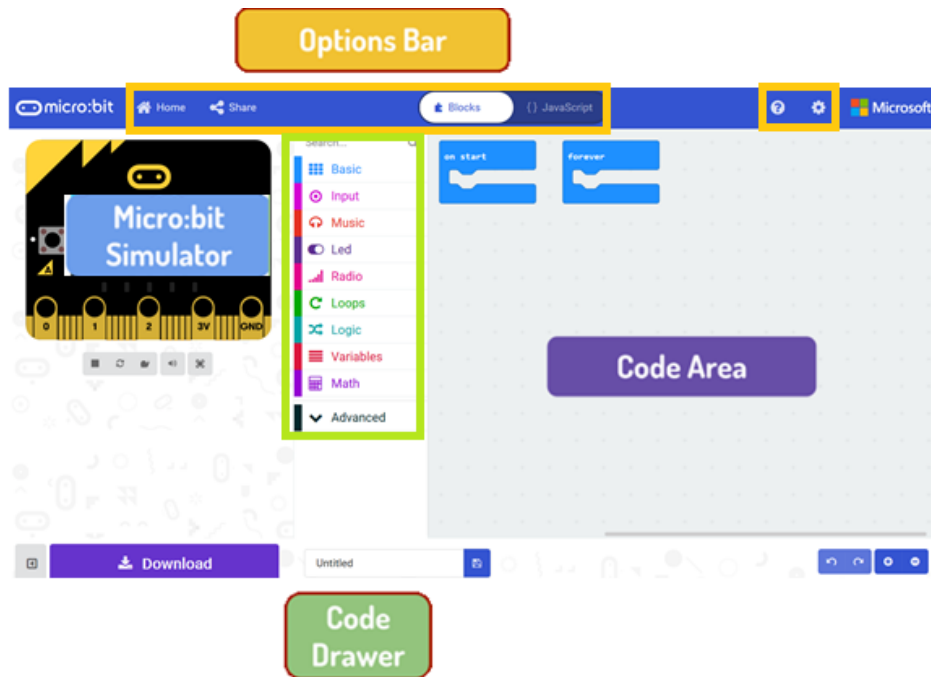 Options Bar
micro:bit Home Share Blocks {} JavaScript ? Microsoft
Search...
Basic
Input
Music
Led
Radio
Loops
Logic
Variables
Math
Advanced
on start
forever
Micro:bit
Simulator
0 1 2 3V GND
Code Area
Download
Untitled
Code
Drawer